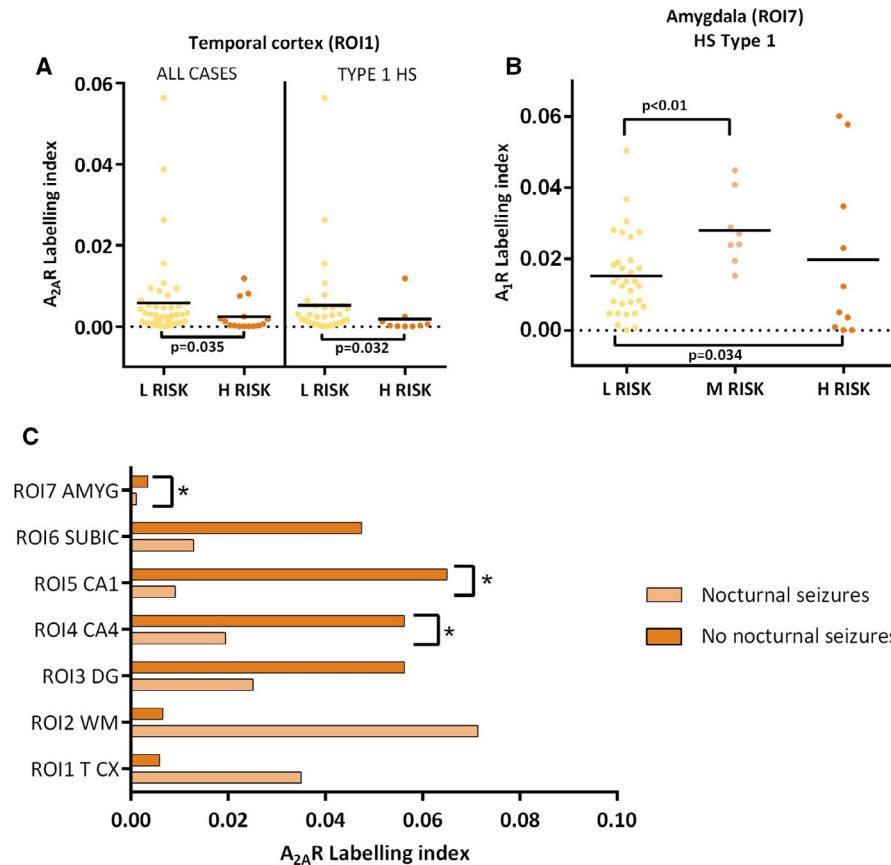 Temporal cortex (ROI1)
A
ALL CASES
TYPE 1 HS
A2AR Labelling index
0.06
0.04
0.02
0.00
p=0.035
p=0.032
L RISK
H RISK
L RISK
H RISK
Amygdala (ROI7)
HS Type 1
B
A1R Labelling index
0.06
0.04
0.02
0.00
p<0.01
p=0.034
L RISK
M RISK
H RISK
C
ROI7 AMYG
*
ROI6 SUBIC
ROI5 CA1
*
ROI4 CA4
*
ROI3 DG
ROI2 WM
ROI1 T CX
0.00
0.02
0.04
0.06
0.08
0.10
A2AR Labelling index
Nocturnal seizures
No nocturnal seizures